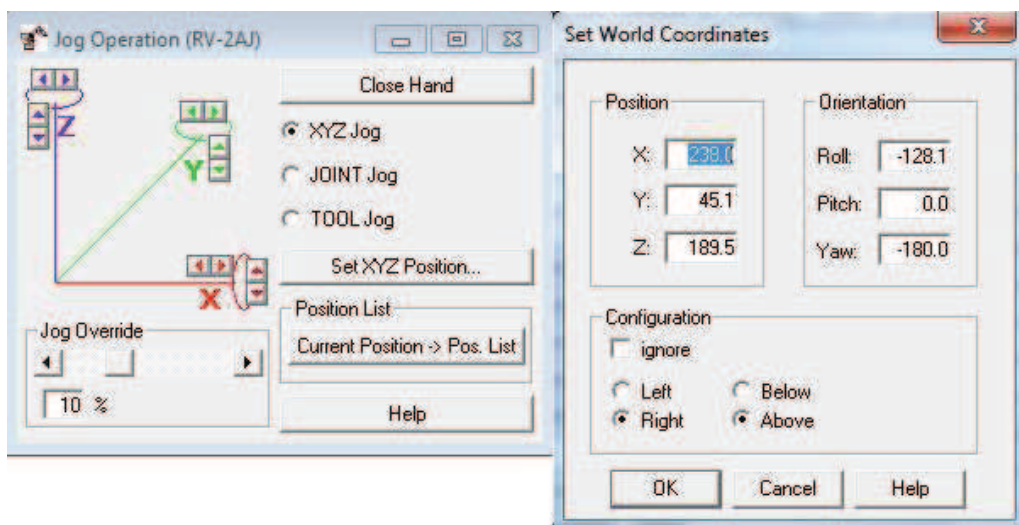 Jog Operation (RV-2AJ)
Close Hand
Z
Y
X
XYZ Jog
JOINT Jog
TOOL Jog
Set XYZ Position...
Position List
Current Position -> Pos. List
Jog Override
10 %
Help
Set World Coordinates
Position
X: 238.0
Y: 45.1
Z: 189.5
Orientation
Roll: -128.1
Pitch: 0.0
Yaw: -180.0
Configuration
ignore
Left Below
Right Above
OK Cancel Help